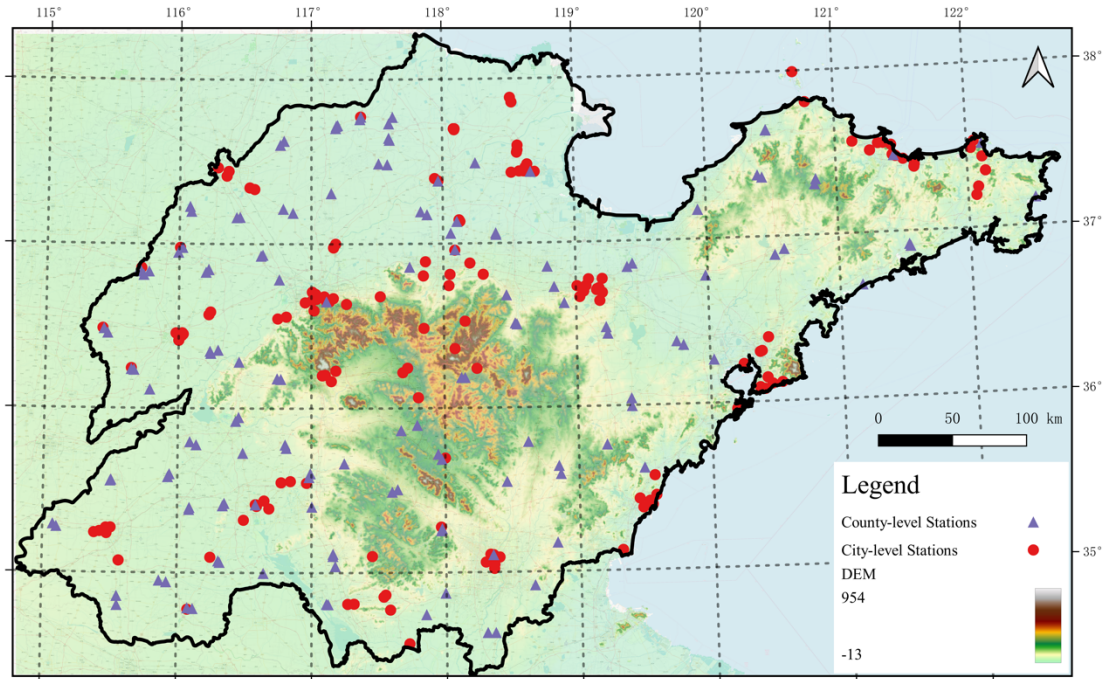 115° 116° 117° 118° 119° 120° 121° 122°
38°
37°
36°
0 50 100 km
Legend
County-level Stations
City-level Stations
35°
DEM
954
-13